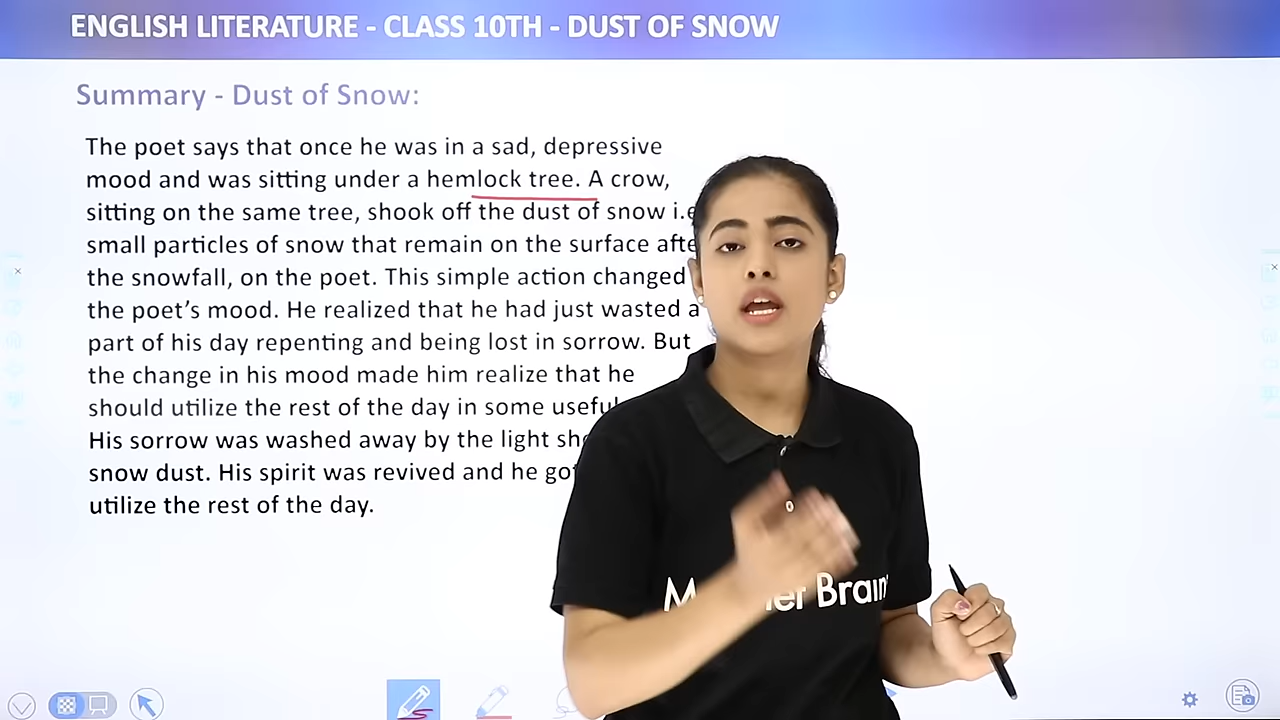 ENGLISH LITERATURE - CLASS 10TH - DUST OF SNOW
Summary - Dust of Snow:
The poet says that once he was in a sad, depressive
mood and was sitting under a hemlock tree. A crow,
sitting on the same tree, shook off the dust of snow i.e
small particles of snow that remain on the surface afte
the snowfall, on the poet. This simple action changed
the poet's mood. He realized that he had just wasted a
part of his day repenting and being lost in sorrow. But
the change in his mood made him realize that he
should utilize the rest of the day in some useful
His sorrow was washed away by the light
snow dust. His spirit was revived and he got
utilize the rest of the day.
Brain